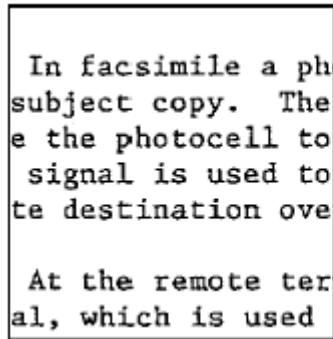 In facsimile a ph
subject copy. The
e the photocell to
signal is used to
te destination ove
At the remote ter
al, which is used